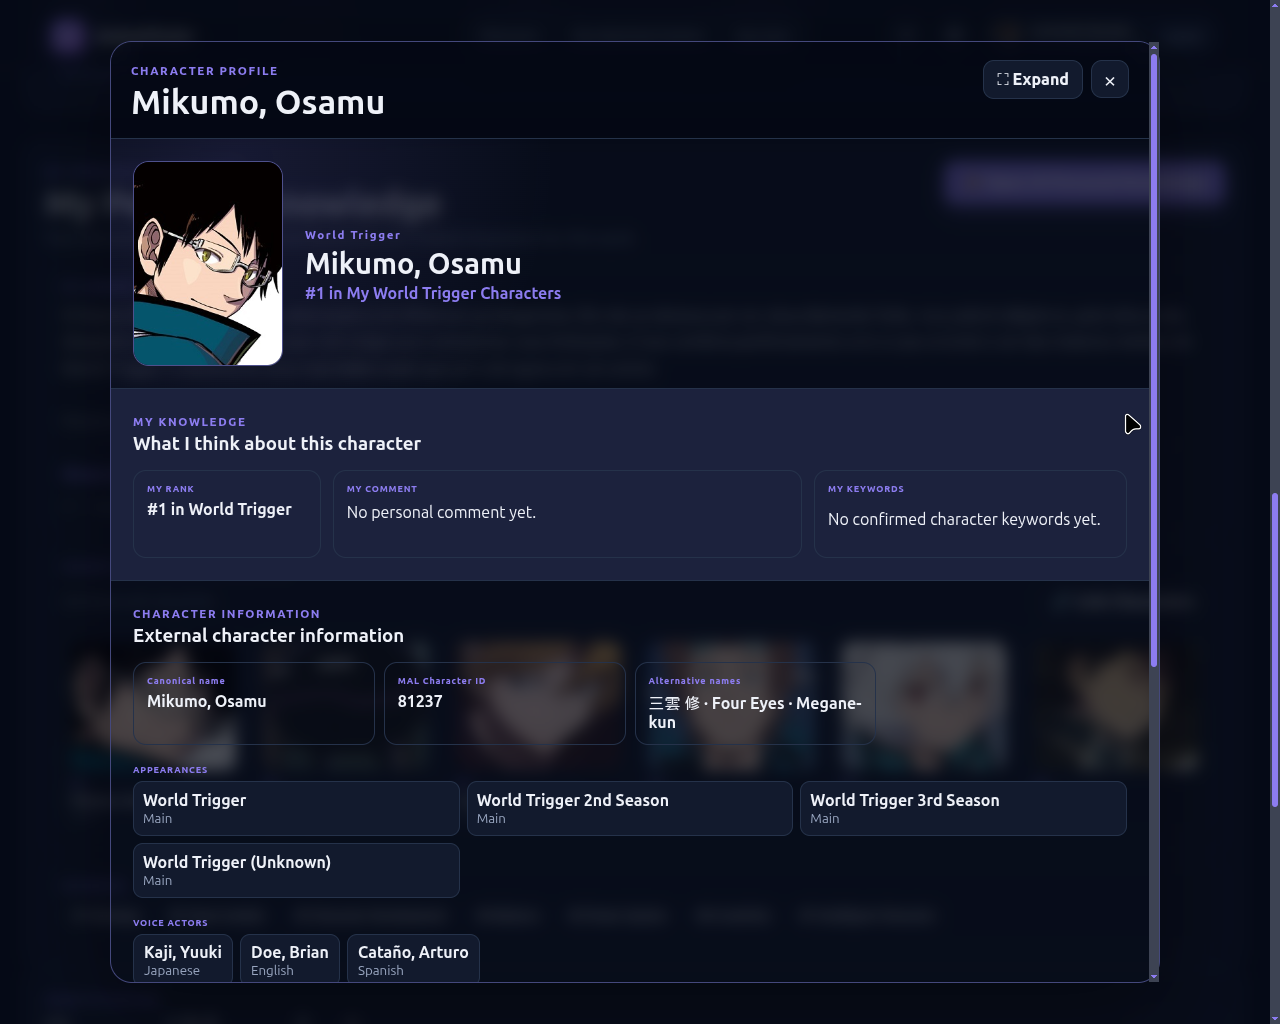 CHARACTER PROFILE
Mikumo, Osamu
Expand
×
World Trigger
Mikumo, Osamu
#1 in My World Trigger Characters
MY KNOWLEDGE
What I think about this character
MY RANK
#1 in World Trigger
MY COMMENT
No personal comment yet.
MY KEYWORDS
No confirmed character keywords yet.
CHARACTER INFORMATION
External character information
Canonical name
Mikumo, Osamu
MAL Character ID
81237
Alternative names
三雲 修 · Four Eyes · Megane-
kun
APPEARANCES
World Trigger
Main
World Trigger 2nd Season
Main
World Trigger 3rd Season
Main
World Trigger (Unknown)
Main
VOICE ACTORS
Kaji, Yuuki
Japanese
Doe, Brian
English
Cataño, Arturo
Spanish